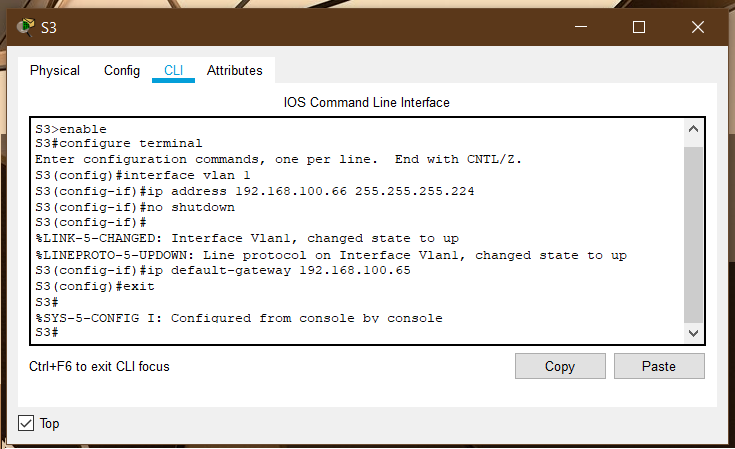 S3
Physical Config CLI Attributes
IOS Command Line Interface
S3>enable
S3#configure terminal
Enter configuration commands, one per line.  End with CNTL/Z.
S3(config)#interface vlan 1
S3(config-if)#ip address 192.168.100.66 255.255.255.224
S3(config-if)#no shutdown
S3(config-if)#
%LINK-5-CHANGED: Interface Vlan1, changed state to up
%LINEPROTO-5-UPDOWN: Line protocol on Interface Vlan1, changed state to up
S3(config-if)#ip default-gateway 192.168.100.65
S3(config)#exit
S3#
%SYS-5-CONFIG I: Configured from console by console
S3#
Ctrl+F6 to exit CLI focus
Copy Paste
Top